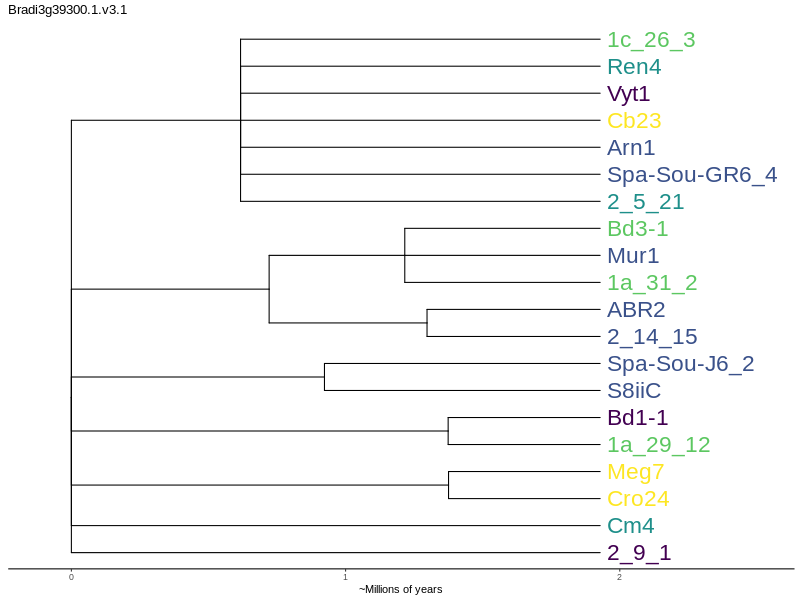 Bradi3g39300.1.v3.1
1c_26_3
Ren4
Vyt1
Cb23
Arn1
Spa-Sou-GR6_4
2_5_21
Bd3-1
Mur1
1a_31_2
ABR2
2_14_15
Spa-Sou-J6_2
S8iiC
Bd1-1
1a_29_12
Meg7
Cro24
Cm4
2_9_1
0 1 2
~Millions of years